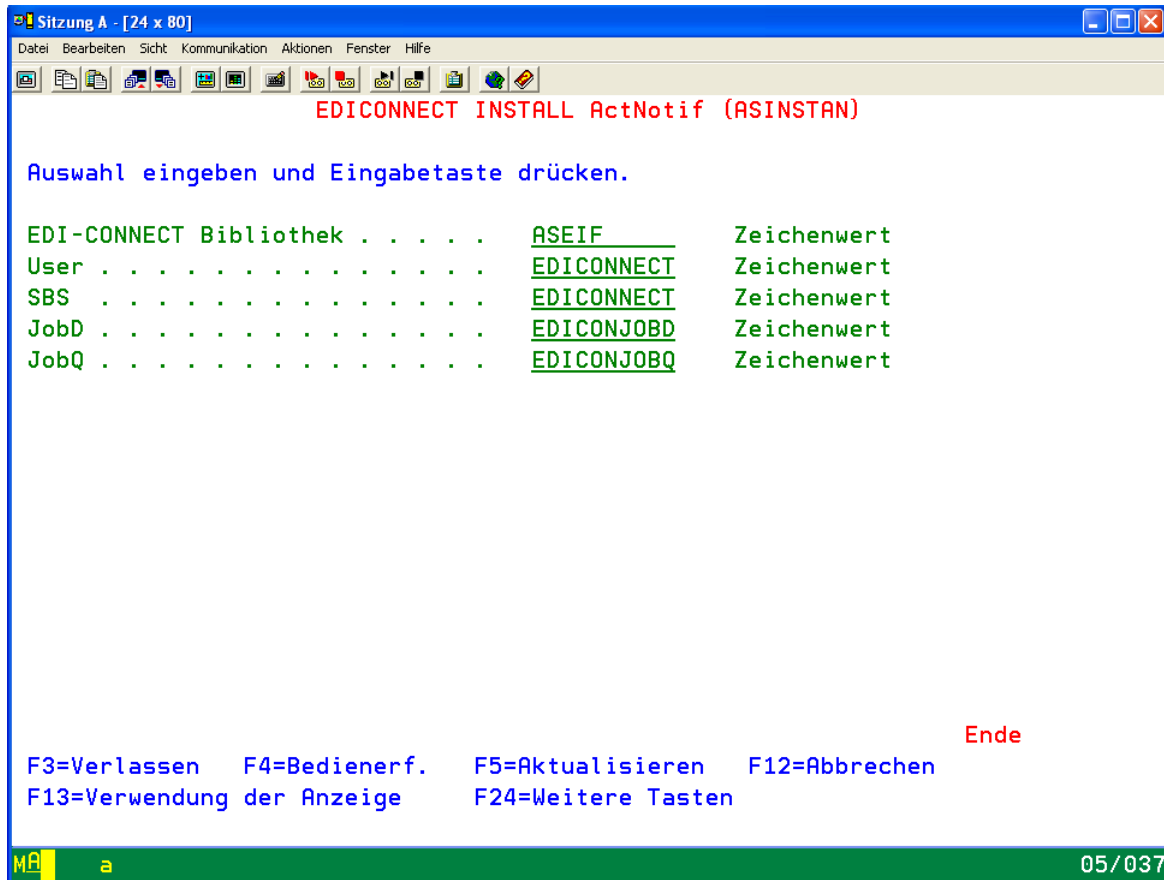 Sitzung A - [24 x 80]
Datei Bearbeiten Sicht Kommunikation Aktionen Fenster Hilfe
EDICONNECT INSTALL ActNotif (ASINSTAN)
Auswahl eingeben und Eingabetaste drücken.
EDI-CONNECT Bibliothek . . . . . ASEIF Zeichenwert
User . . . . . . . . . . . . . . EDICONNECT Zeichenwert
SBS . . . . . . . . . . . . . . EDICONNECT Zeichenwert
JobD . . . . . . . . . . . . . . EDICONJOBD Zeichenwert
JobQ . . . . . . . . . . . . . . EDICONJOBQ Zeichenwert
Ende
F3=Verlassen F4=Bedienerf. F5=Aktualisieren F12=Abbrechen
F13=Verwendung der Anzeige F24=Weitere Tasten
MA a 05/037